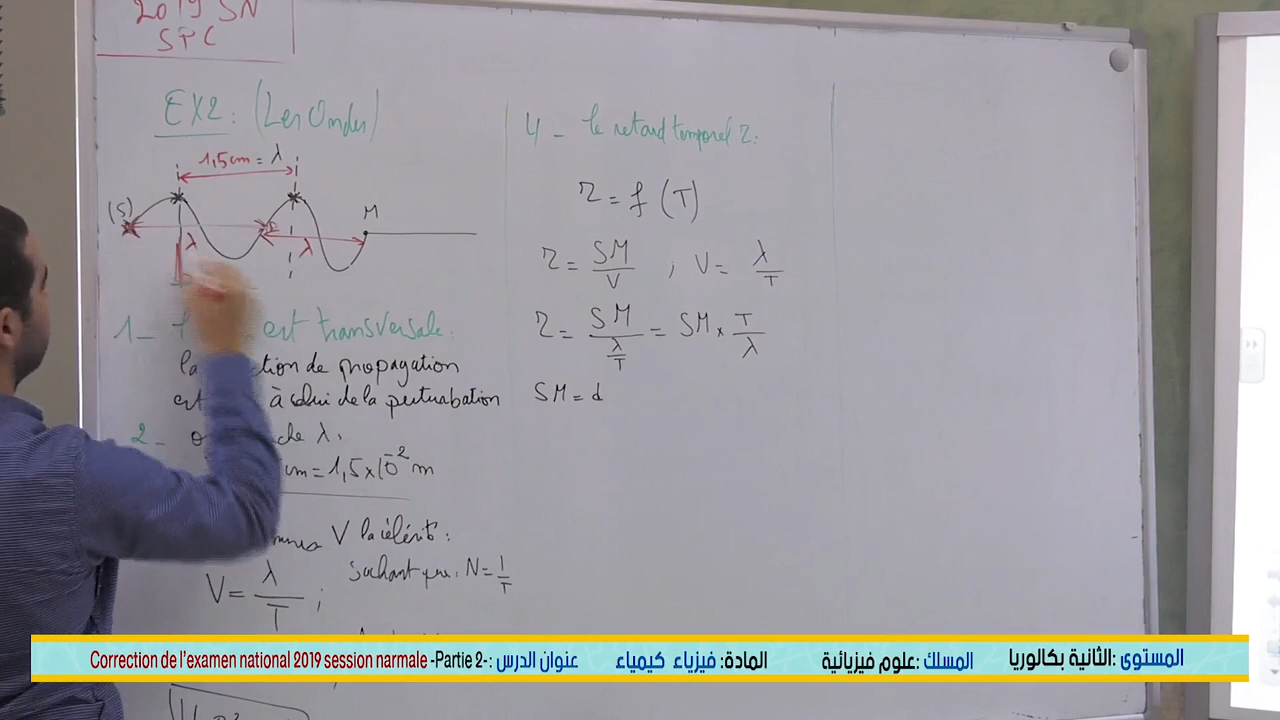 2019 SN
SPC
EX2 : (Les Ondes)
1,5cm = λ
(S)
M
λ
λ
1_ est transversale.
la tion de propagation
est à celui de la perturbation
2_ che λ.
cm = 1,5×10⁻² m
V la célérité :
sachant que. N = 1/T
V = λ/T ;
4_ le retard temporel τ.
τ = f (T)
τ = SM/V ; V = λ/T
τ = SM/(λ/T) = SM × T/λ
SM = d
Correction de l'examen national 2019 session narmale -Partie 2- : عنوان الدرس
المادة: فيزياء كيمياء
المسلك :علوم فيزيائية
المستوى :الثانية بكالوريا